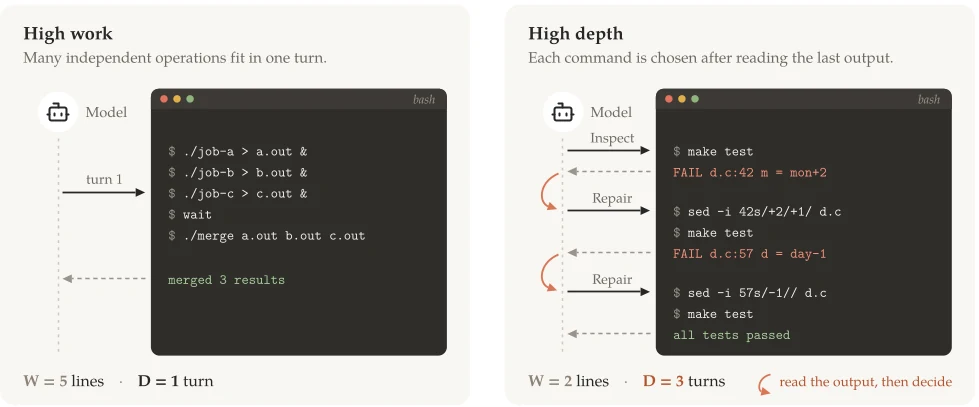 High work
Many independent operations fit in one turn.
Model
bash
turn 1
$ ./job-a > a.out &
$ ./job-b > b.out &
$ ./job-c > c.out &
$ wait
$ ./merge a.out b.out c.out
merged 3 results
W = 5 lines · D = 1 turn
High depth
Each command is chosen after reading the last output.
Model
bash
Inspect
$ make test
FAIL d.c:42 m = mon+2
Repair
$ sed -i 42s/+2/+1/ d.c
$ make test
FAIL d.c:57 d = day-1
Repair
$ sed -i 57s/-1// d.c
$ make test
all tests passed
W = 2 lines · D = 3 turns
read the output, then decide